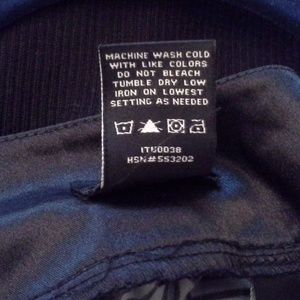 MACHINE WASH COLD
WITH LIKE COLORS
DO NOT BLEACH
TUMBLE DRY LOW
IRON ON LOWEST
SETTING AS NEEDED
ITU0038
HSN#553202